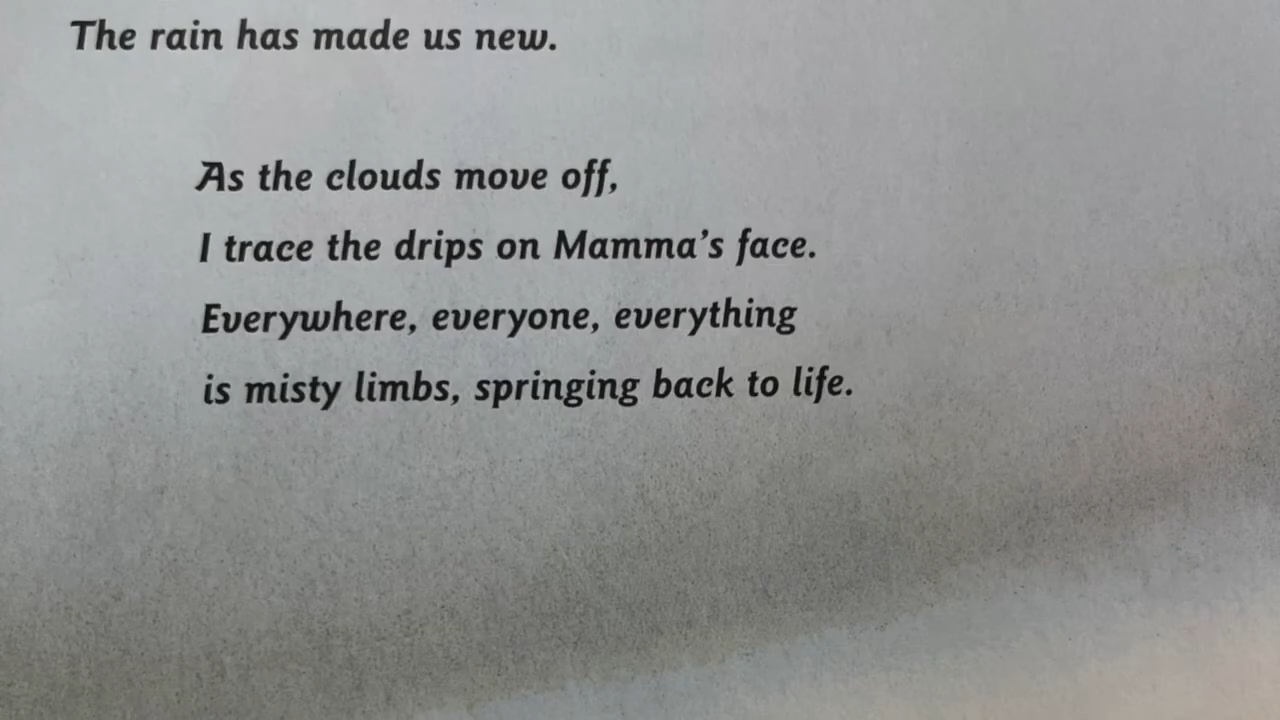 The rain has made us new.
As the clouds move off,
I trace the drips on Mamma’s face.
Everywhere, everyone, everything
is misty limbs, springing back to life.